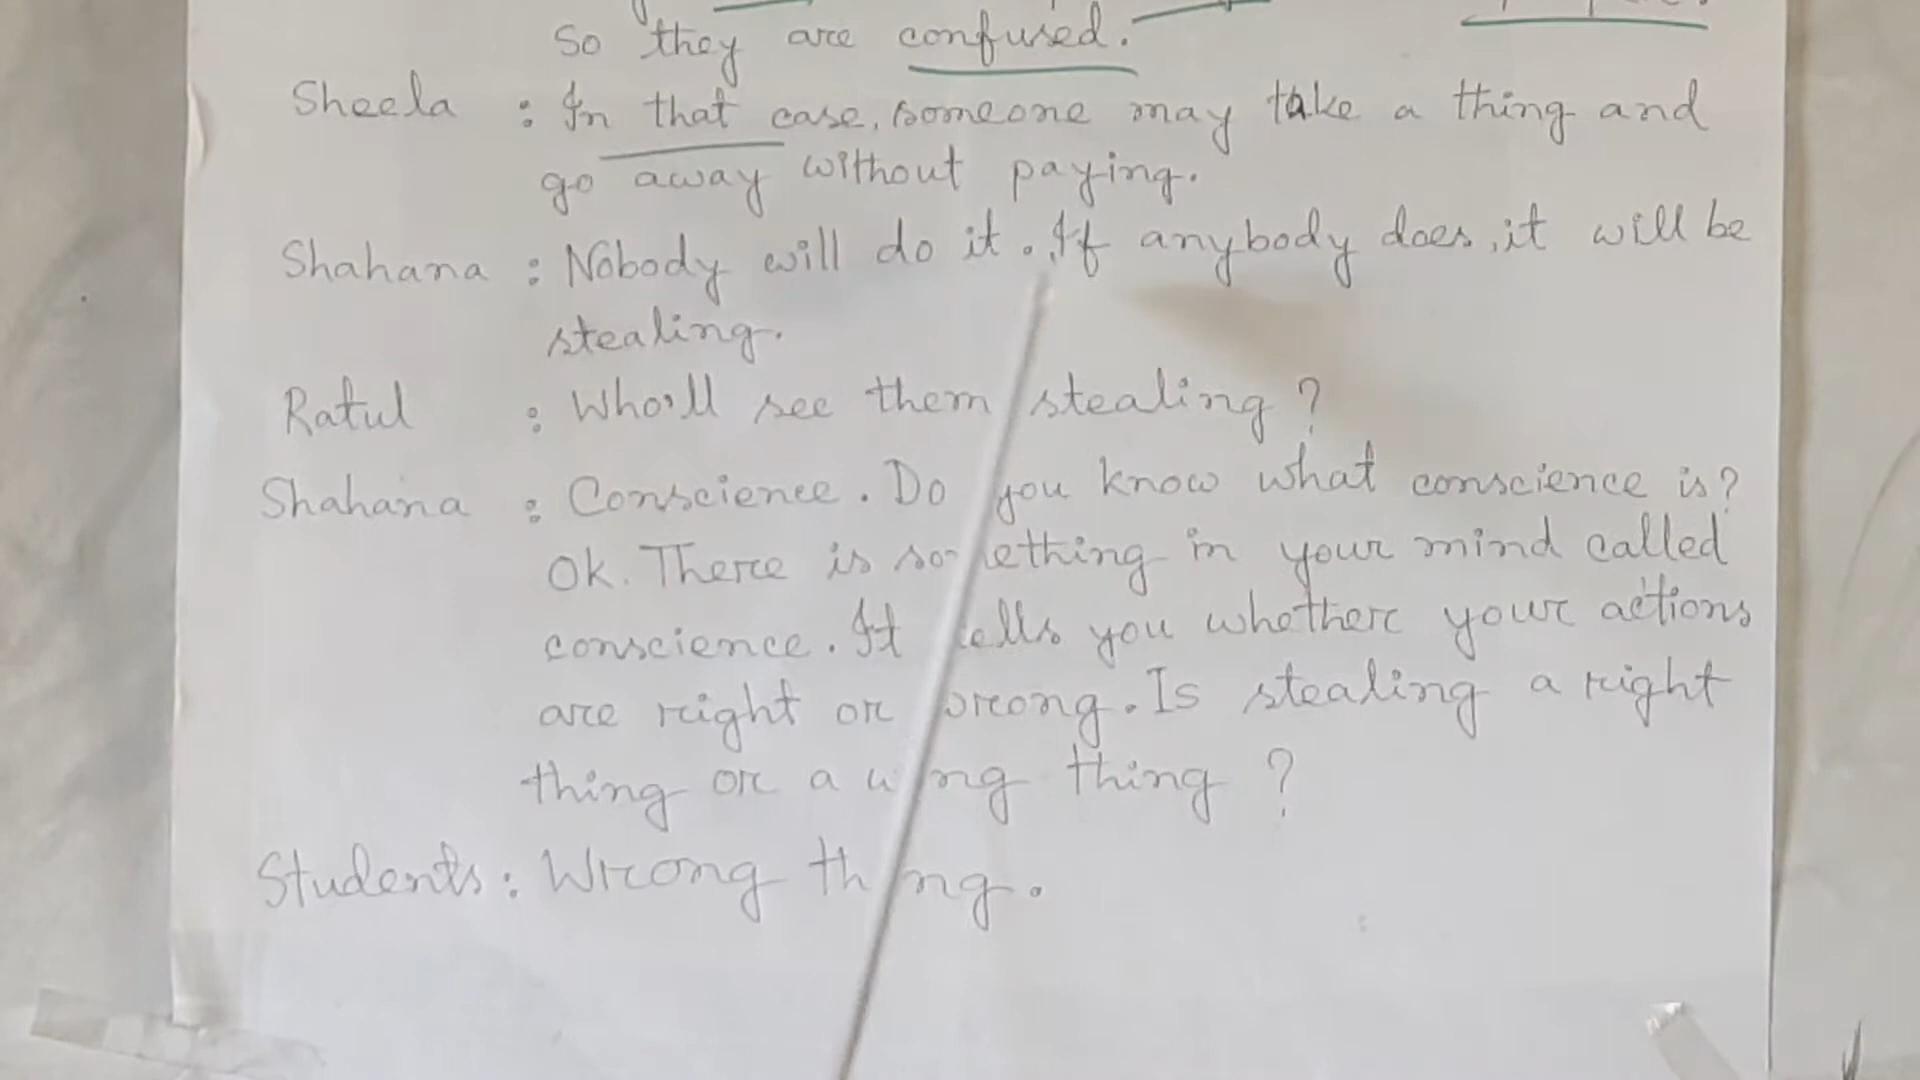 So they are confused.
Sheela : In that case, someone may take a thing and
go away without paying.
Shahana : Nobody will do it. If anybody does, it will be
stealing.
Ratul : Who'll see them stealing?
Shahana : Conscience. Do you know what conscience is?
Ok. There is something in your mind called
conscience. It tells you whether your actions
are right or wrong. Is stealing a right
thing or a wrong thing?
Students : Wrong thing.